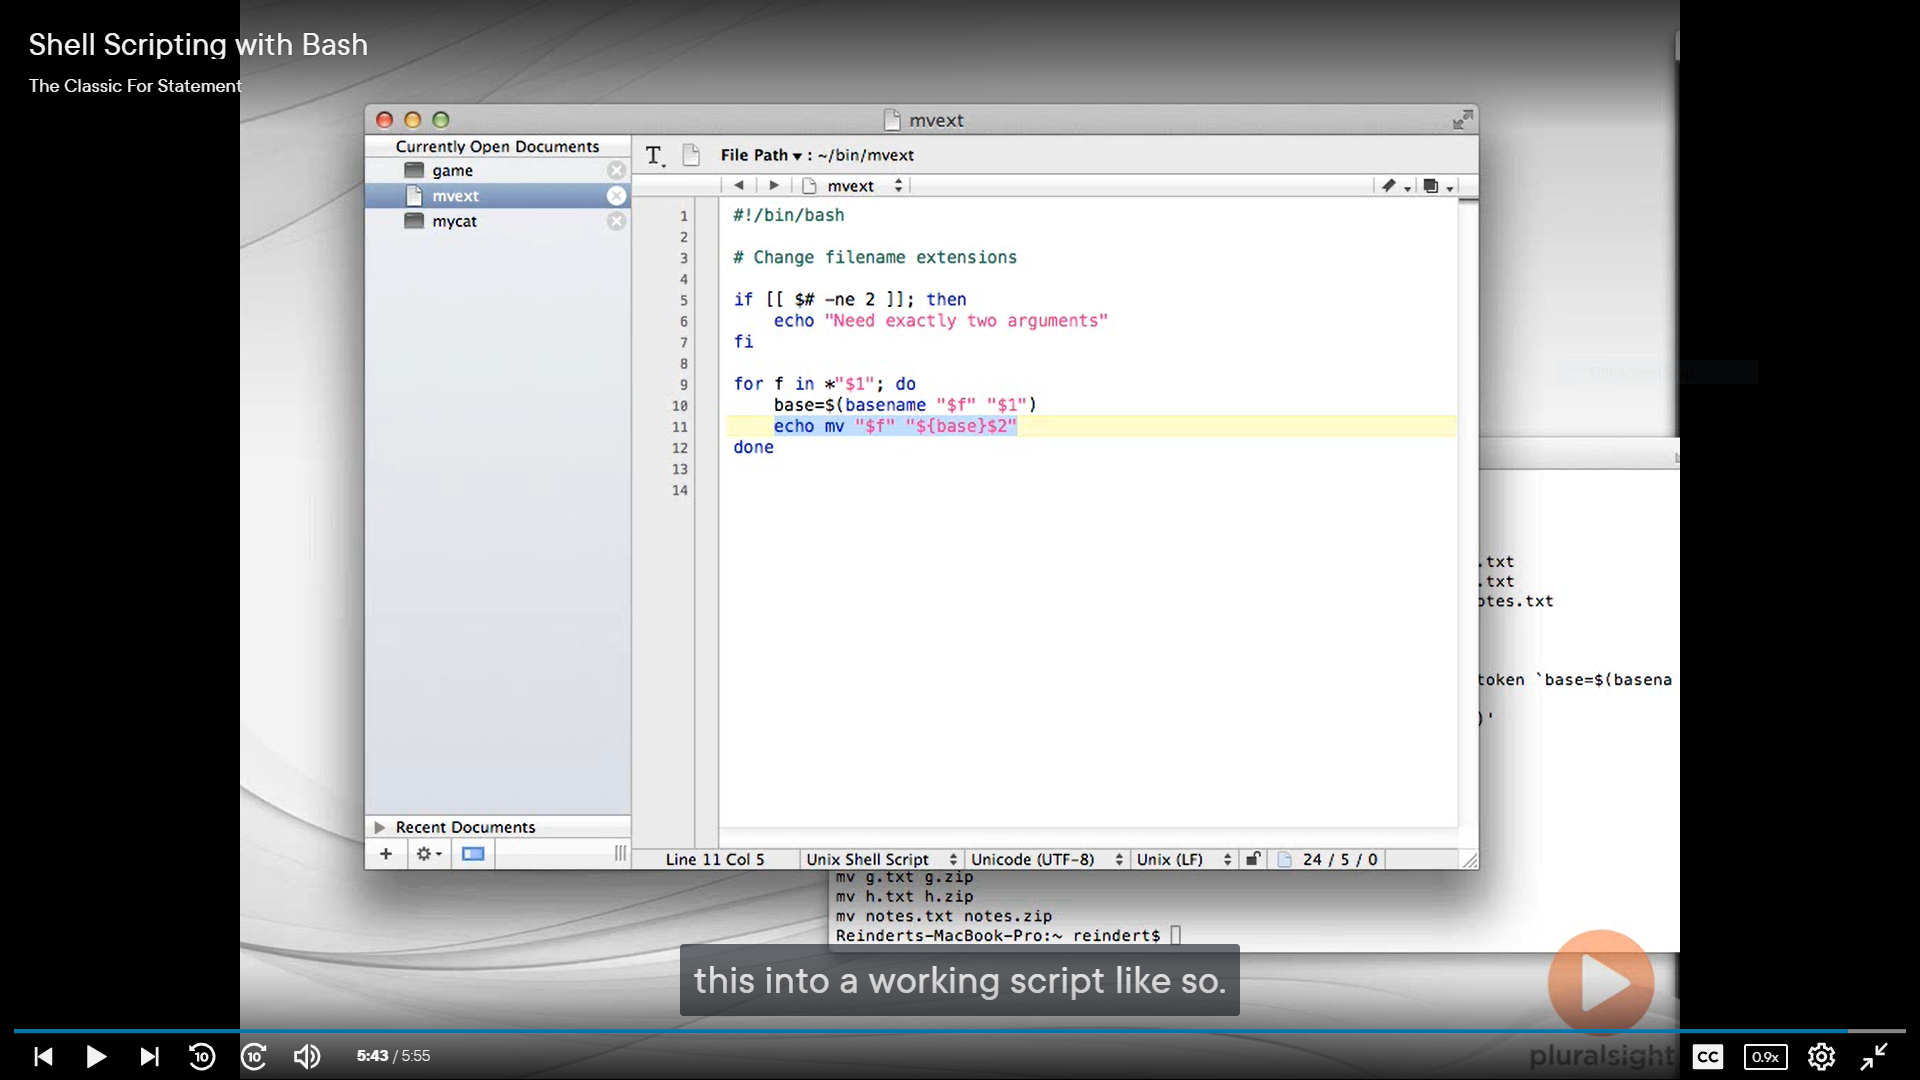 Shell Scripting with Bash
The Classic For Statement
mvext
Currently Open Documents
game
mvext
mycat
File Path ▾ : ~/bin/mvext
mvext
1 #!/bin/bash
2
3 # Change filename extensions
4
5 if [[ $# -ne 2 ]]; then
6 echo "Need exactly two arguments"
7 fi
8
9 for f in *"$1"; do
10 base=$(basename "$f" "$1")
11 echo mv "$f" "${base}$2"
12 done
13
14
.txt
.txt
otes.txt
token `base=$(basena
)'
Recent Documents
Line 11 Col 5
Unix Shell Script
Unicode (UTF-8)
Unix (LF)
24 / 5 / 0
mv g.txt g.zip
mv h.txt h.zip
mv notes.txt notes.zip
Reinderts-MacBook-Pro:~ reindert$
this into a working script like so.
pluralsight
10
10
5:43 / 5:55
CC
0.9x